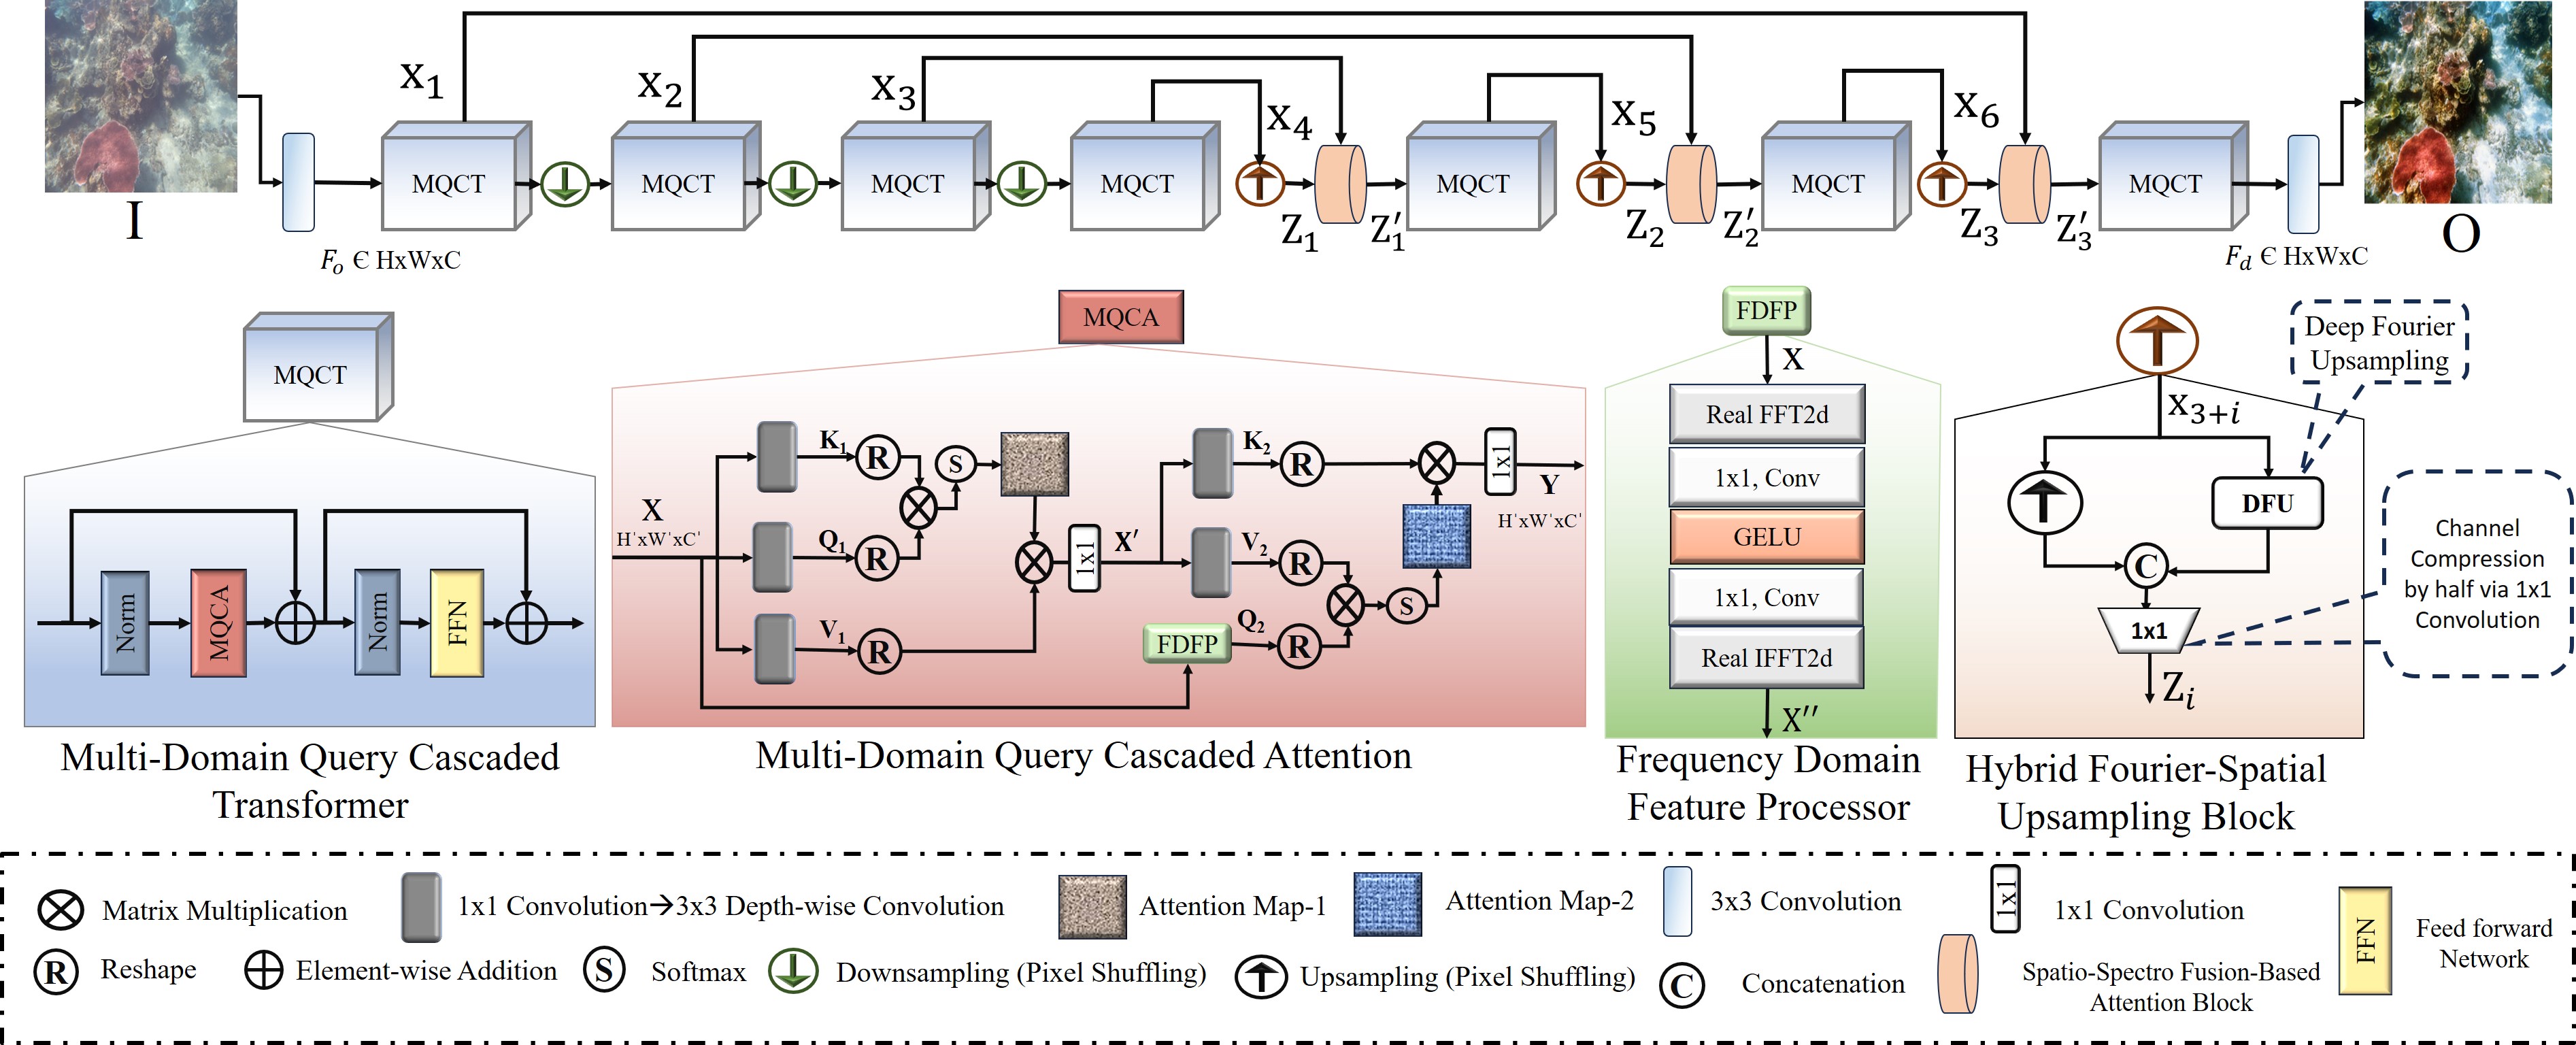 I
F_o Є HxWxC
X_1
MQCT
X_2
MQCT
X_3
MQCT
MQCT
X_4
Z_1
Z_1′
MQCT
X_5
Z_2
Z_2′
MQCT
X_6
Z_3
Z_3′
MQCT
F_d Є HxWxC
O
MQCT
Norm
MQCA
Norm
FFN
Multi-Domain Query Cascaded
Transformer
MQCA
X
H'xW'xC'
K_1
R
S
Q_1
R
V_1
R
1x1
X′
K_2
R
V_2
R
FDFP
Q_2
R
S
1x1
Y
H'xW'xC'
Multi-Domain Query Cascaded Attention
FDFP
X
Real FFT2d
1x1, Conv
GELU
1x1, Conv
Real IFFT2d
X′′
Frequency Domain
Feature Processor
Deep Fourier
Upsampling
X_{3+i}
DFU
C
1x1
Z_i
Channel
Compression
by half via 1x1
Convolution
Hybrid Fourier-Spatial
Upsampling Block
Matrix Multiplication
1x1 Convolution→3x3 Depth-wise Convolution
Attention Map-1
Attention Map-2
3x3 Convolution
1x1
1x1 Convolution
FFN
Feed forward
Network
R
Reshape
Element-wise Addition
S
Softmax
Downsampling (Pixel Shuffling)
Upsampling (Pixel Shuffling)
C
Concatenation
Spatio-Spectro Fusion-Based
Attention Block